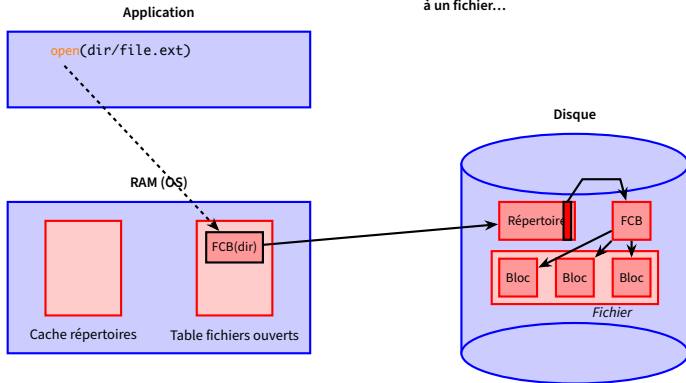 à un fichier…
Application
open(dir/file.ext)
Disque
RAM (OS)
Répertoire
FCB
FCB(dir)
Bloc
Bloc
Bloc
Fichier
Cache répertoires
Table fichiers ouverts